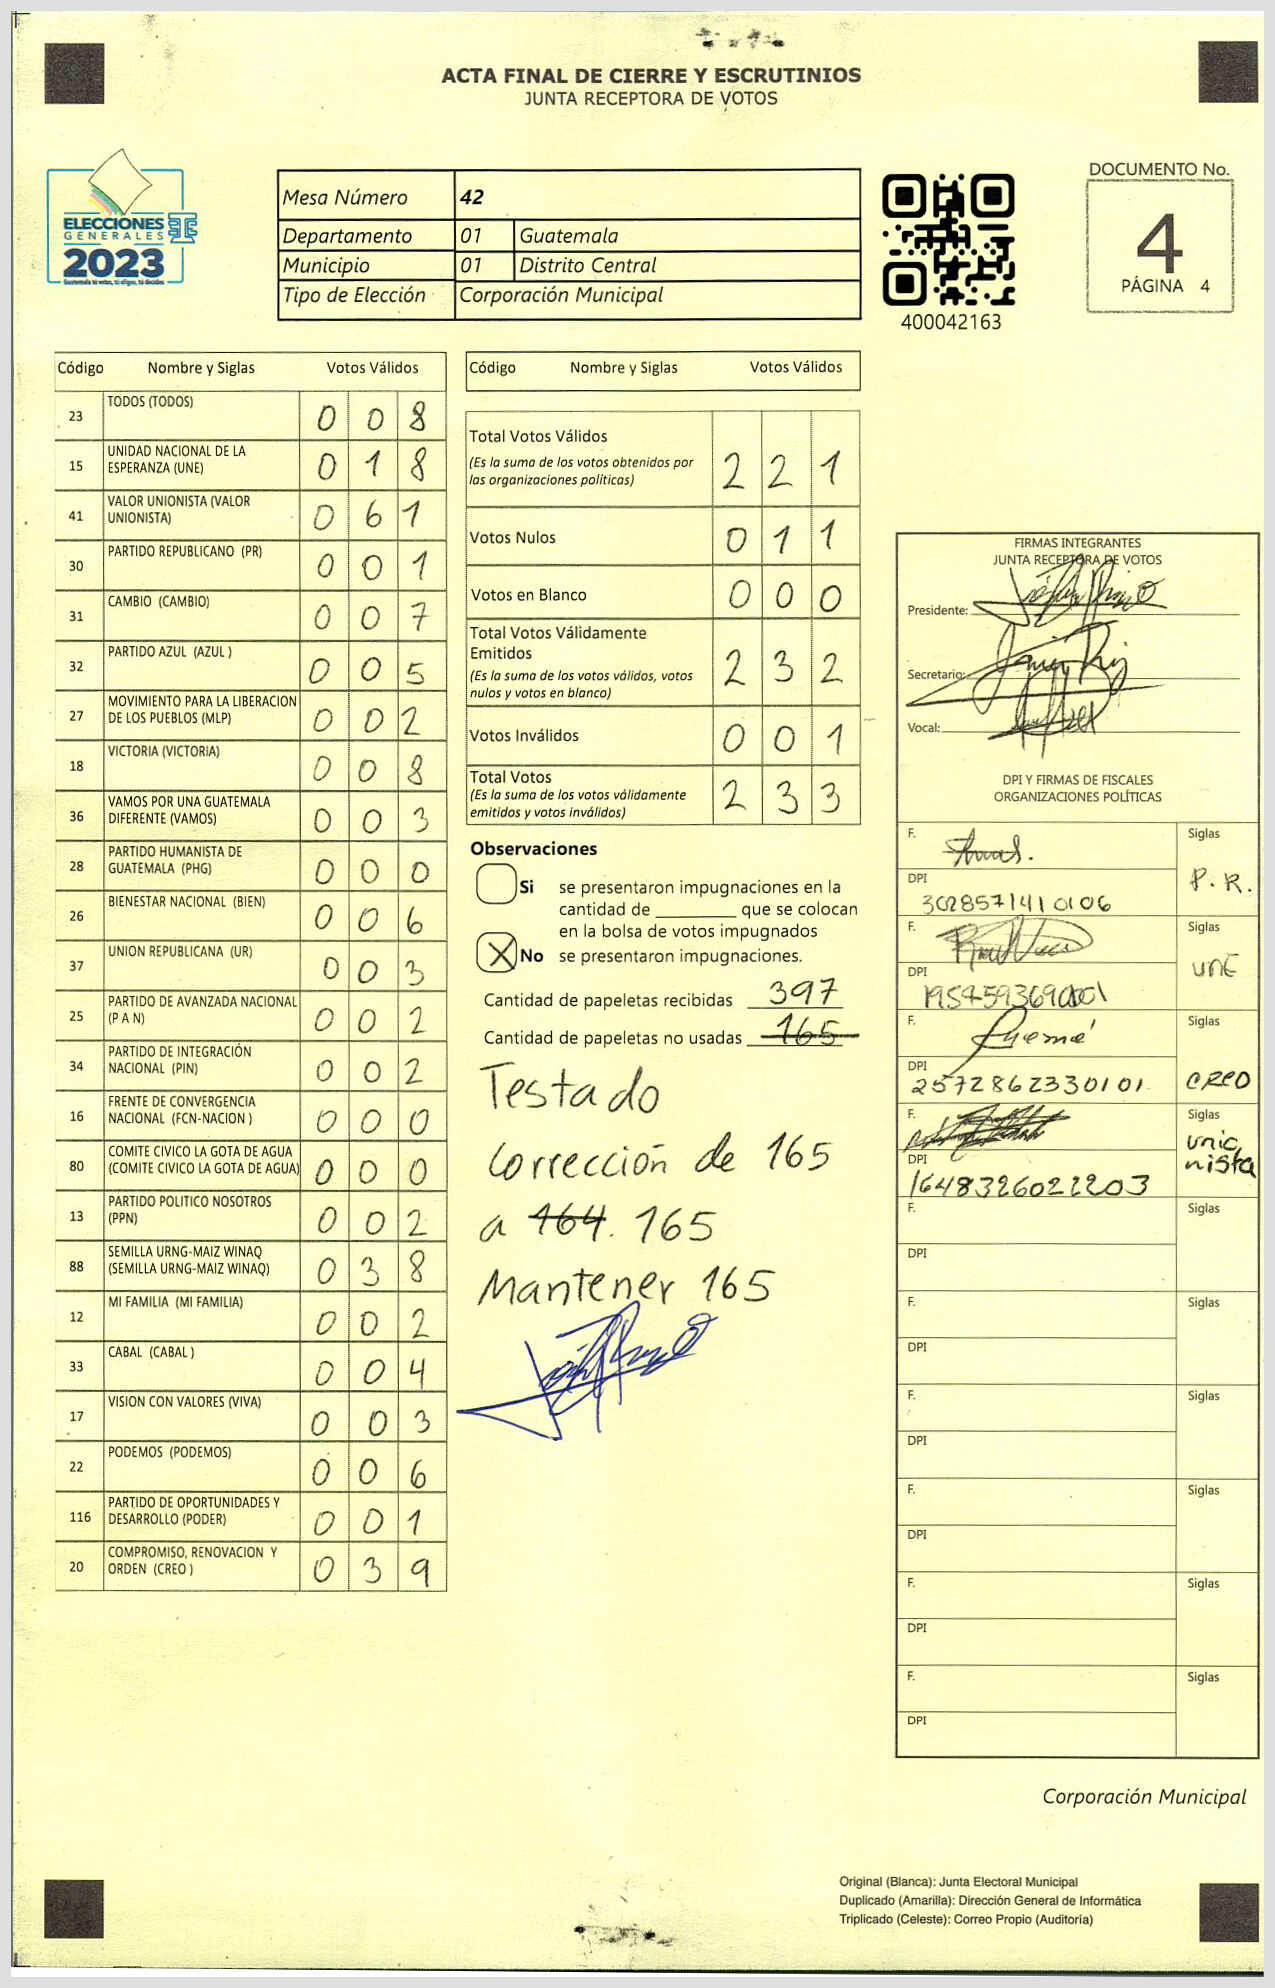 ACTA FINAL DE CIERRE Y ESCRUTINIOS
JUNTA RECEPTORA DE VOTOS
ELECCIONES
GENERALES
2023
Guatemala tú votas, tú eliges, tú decides
Mesa Número 42
Departamento 01 Guatemala
Municipio 01 Distrito Central
Tipo de Elección Corporación Municipal
400042163
DOCUMENTO No.
4
PÁGINA 4
Código Nombre y Siglas Votos Válidos
23 TODOS (TODOS) 0 0 8
15 UNIDAD NACIONAL DE LA
ESPERANZA (UNE) 0 1 8
41 VALOR UNIONISTA (VALOR
UNIONISTA) 0 6 1
30 PARTIDO REPUBLICANO (PR) 0 0 1
31 CAMBIO (CAMBIO) 0 0 7
32 PARTIDO AZUL (AZUL ) 0 0 5
27 MOVIMIENTO PARA LA LIBERACION
DE LOS PUEBLOS (MLP) 0 0 2
18 VICTORIA (VICTORIA) 0 0 8
36 VAMOS POR UNA GUATEMALA
DIFERENTE (VAMOS) 0 0 3
28 PARTIDO HUMANISTA DE
GUATEMALA (PHG) 0 0 0
26 BIENESTAR NACIONAL (BIEN) 0 0 6
37 UNION REPUBLICANA (UR) 0 0 3
25 PARTIDO DE AVANZADA NACIONAL
(P A N) 0 0 2
34 PARTIDO DE INTEGRACIÓN
NACIONAL (PIN) 0 0 2
16 FRENTE DE CONVERGENCIA
NACIONAL (FCN-NACION ) 0 0 0
80 COMITE CIVICO LA GOTA DE AGUA
(COMITE CIVICO LA GOTA DE AGUA) 0 0 0
13 PARTIDO POLITICO NOSOTROS
(PPN) 0 0 2
88 SEMILLA URNG-MAIZ WINAQ
(SEMILLA URNG-MAIZ WINAQ) 0 3 8
12 MI FAMILIA (MI FAMILIA) 0 0 2
33 CABAL (CABAL ) 0 0 4
17 VISION CON VALORES (VIVA) 0 0 3
22 PODEMOS (PODEMOS) 0 0 6
116 PARTIDO DE OPORTUNIDADES Y
DESARROLLO (PODER) 0 0 1
20 COMPROMISO, RENOVACION Y
ORDEN (CREO ) 0 3 9
Código Nombre y Siglas Votos Válidos
Total Votos Válidos
(Es la suma de los votos obtenidos por
las organizaciones políticas) 2 2 1
Votos Nulos 0 1 1
Votos en Blanco 0 0 0
Total Votos Válidamente
Emitidos
(Es la suma de los votos válidos, votos
nulos y votos en blanco) 2 3 2
Votos Inválidos 0 0 1
Total Votos
(Es la suma de los votos válidamente
emitidos y votos inválidos) 2 3 3
Observaciones
Si se presentaron impugnaciones en la
cantidad de ________ que se colocan
en la bolsa de votos impugnados
X No se presentaron impugnaciones.
Cantidad de papeletas recibidas 397
Cantidad de papeletas no usadas 165
Testado
Corrección de 165
a 164. 165
Mantener 165
FIRMAS INTEGRANTES
JUNTA RECEPTORA DE VOTOS
Presidente:
Secretario:
Vocal:
DPI Y FIRMAS DE FISCALES
ORGANIZACIONES POLÍTICAS
F. Siglas
P.R.
DPI
3028571410106
F. Siglas
UNE
DPI
F. Siglas
CREO
DPI
2572862330101
F. Siglas
unio
nista
DPI
1648326022203
F. Siglas
DPI
F. Siglas
DPI
F. Siglas
DPI
F. Siglas
DPI
F. Siglas
DPI
F. Siglas
DPI
Corporación Municipal
Original (Blanca): Junta Electoral Municipal
Duplicado (Amarilla): Dirección General de Informática
Triplicado (Celeste): Correo Propio (Auditoría)